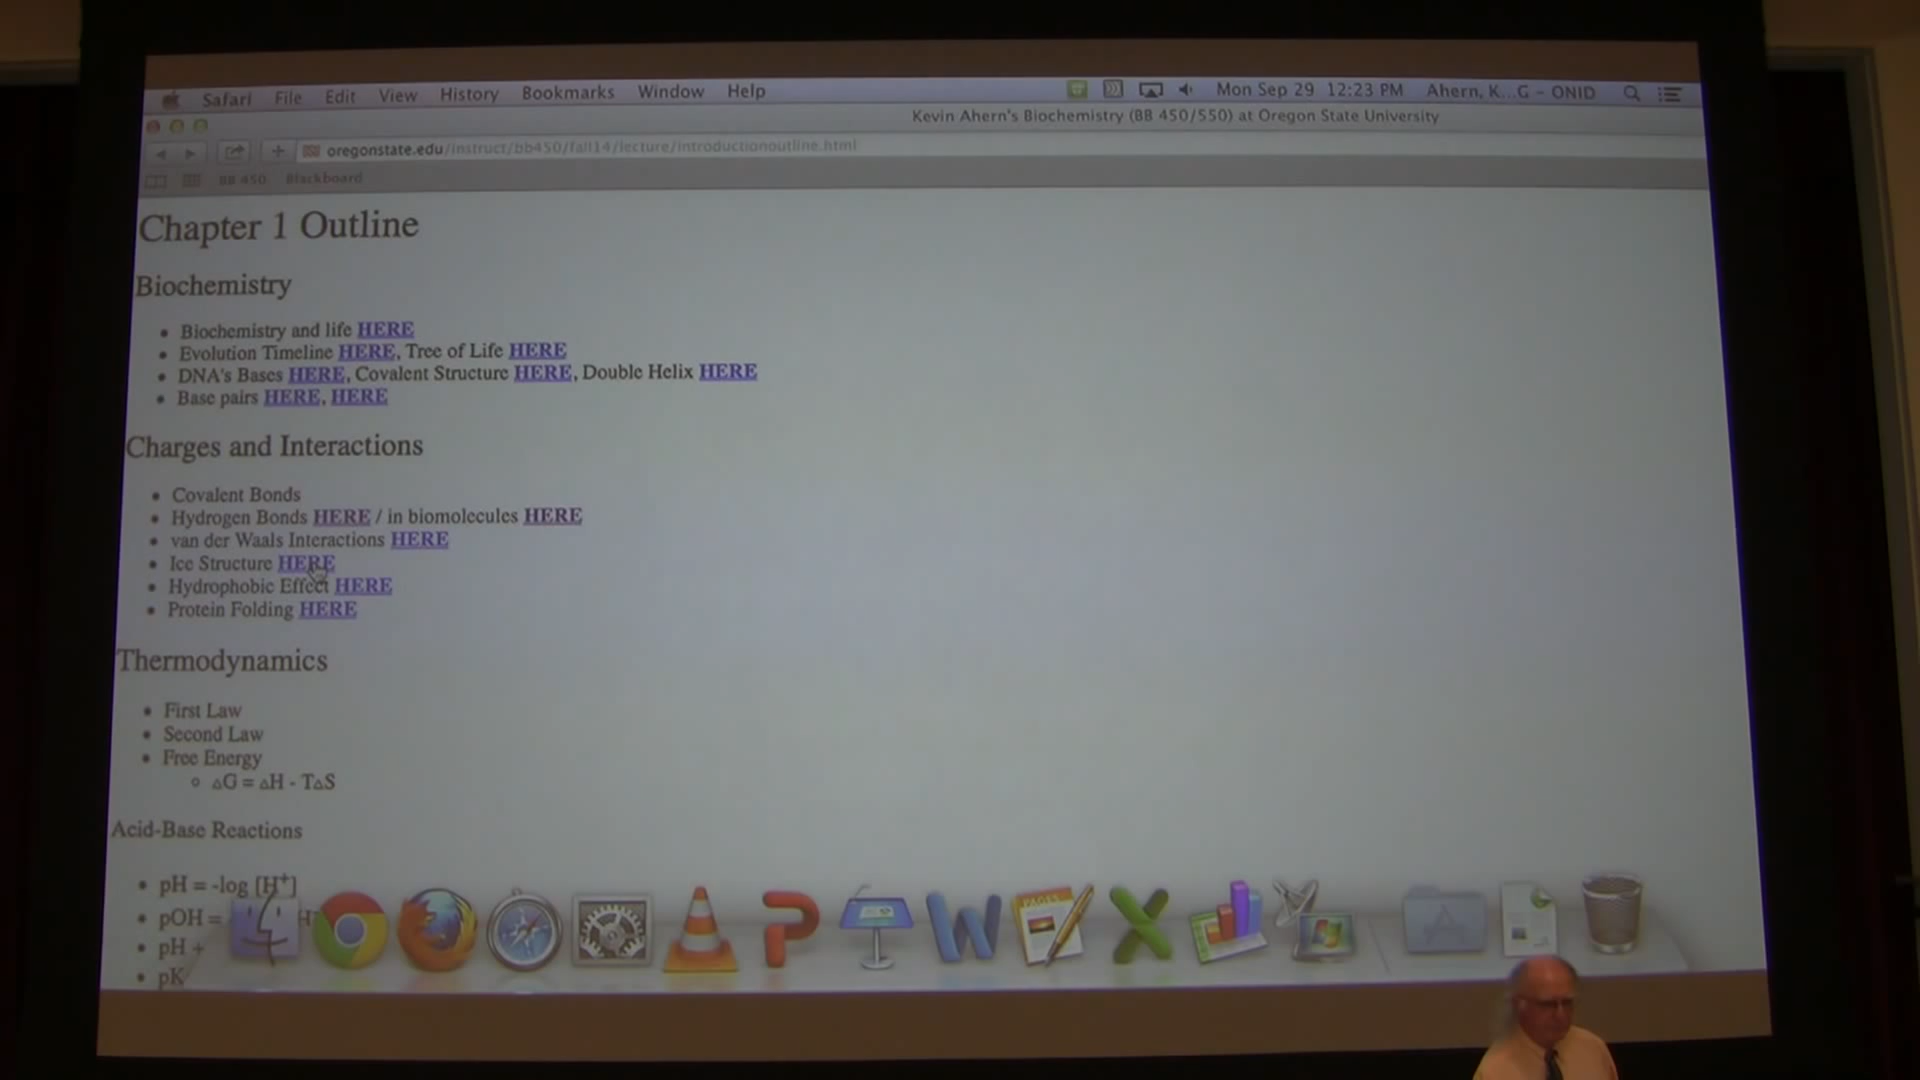 Safari File Edit View History Bookmarks Window Help Mon Sep 29 12:23 PM Ahern, K...G - ONID
Kevin Ahern's Biochemistry (BB 450/550) at Oregon State University
oregonstate.edu/instruct/bb450/fall14/lecture/introductionoutline.html
BB 450 Blackboard
Chapter 1 Outline
Biochemistry
• Biochemistry and life HERE
• Evolution Timeline HERE, Tree of Life HERE
• DNA's Bases HERE, Covalent Structure HERE, Double Helix HERE
• Base pairs HERE, HERE
Charges and Interactions
• Covalent Bonds
• Hydrogen Bonds HERE / in biomolecules HERE
• van der Waals Interactions HERE
• Ice Structure HERE
• Hydrophobic Effect HERE
• Protein Folding HERE
Thermodynamics
• First Law
• Second Law
• Free Energy
◦ ΔG = ΔH - TΔS
Acid-Base Reactions
• pH = -log [H⁺]
• pOH =
• pH +
• pK
PAGES